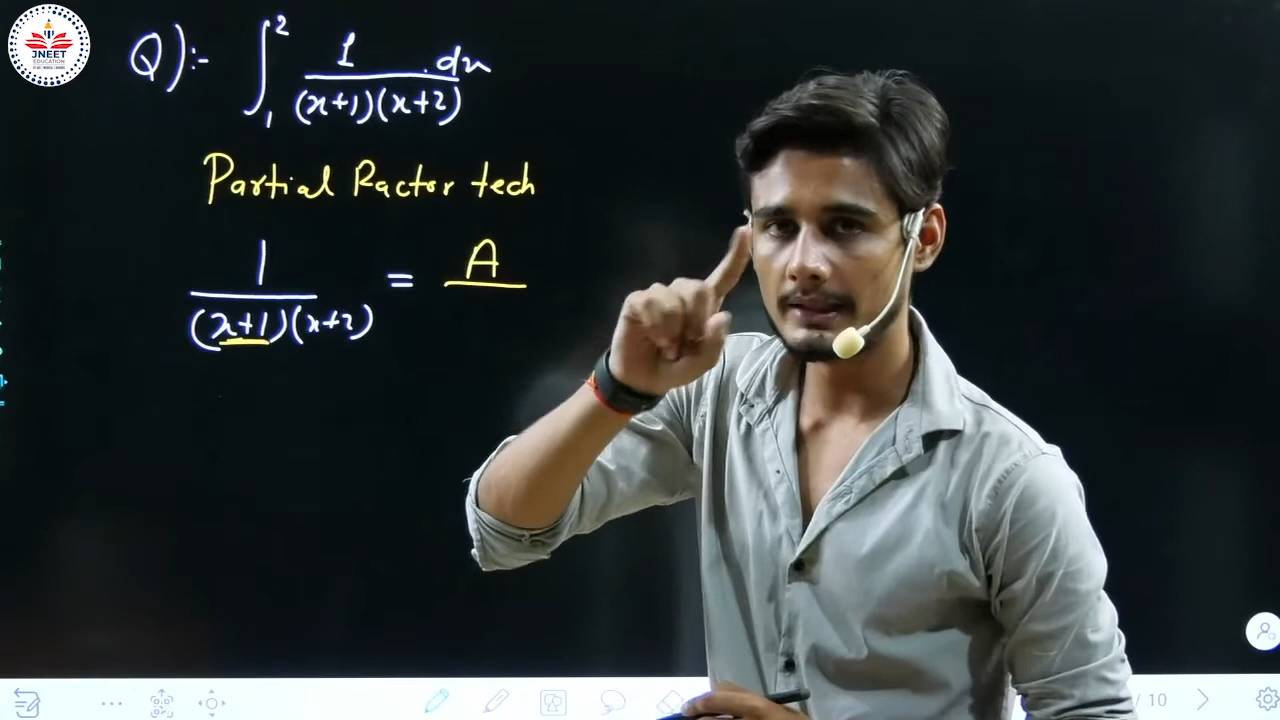 JNEET
EDUCATION
Q):- ∫₁² 1/((x+1)(x+2)) . dx
Partial Ractor tech
1/((x+1)(x+2)) = A
/ 10